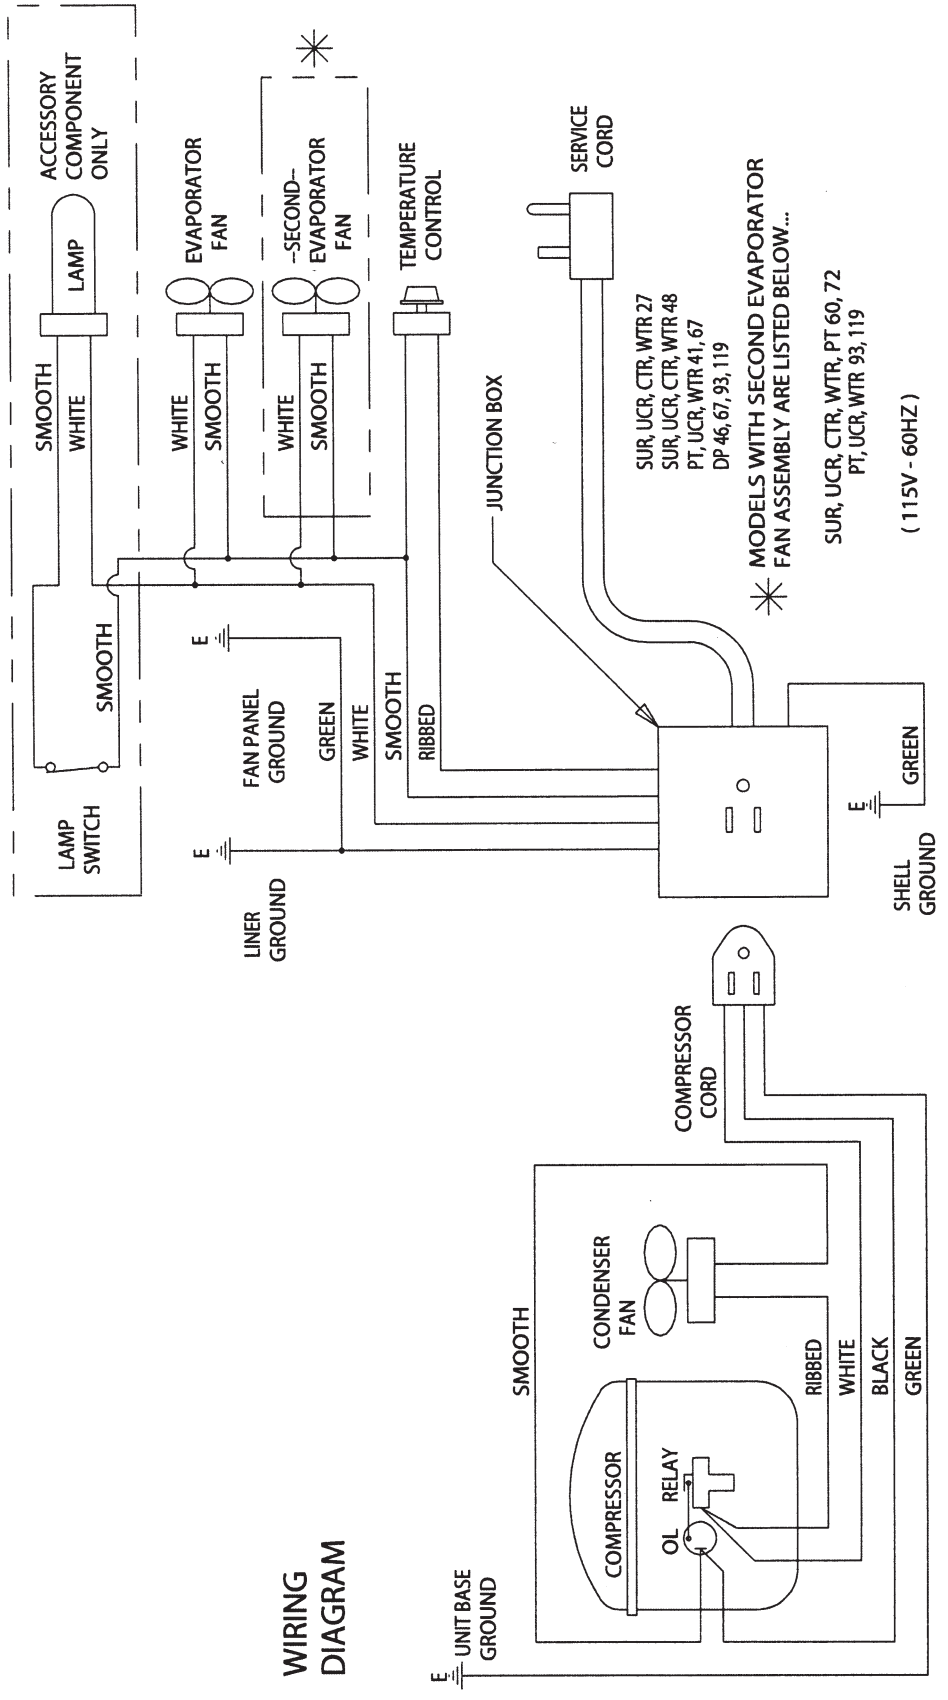 WIRING
DIAGRAM
E
UNIT BASE
GROUND
COMPRESSOR
OL
RELAY
SMOOTH
CONDENSER
FAN
RIBBED
WHITE
BLACK
GREEN
COMPRESSOR
CORD
LAMP
SWITCH
SMOOTH
SMOOTH
WHITE
LAMP
ACCESSORY
COMPONENT
ONLY
E
LINER
GROUND
E
FAN PANEL
GROUND
GREEN
WHITE
SMOOTH
RIBBED
WHITE
SMOOTH
EVAPORATOR
FAN
WHITE
SMOOTH
--SECOND--
EVAPORATOR
FAN
TEMPERATURE
CONTROL
JUNCTION BOX
SERVICE
CORD
E
SHELL
GROUND
GREEN
SUR, UCR, CTR, WTR 27
SUR, UCR, CTR, WTR 48
PT, UCR, WTR 41, 67
DP 46, 67, 93, 119
MODELS WITH SECOND EVAPORATOR
FAN ASSEMBLY ARE LISTED BELOW...
SUR, UCR, CTR, WTR, PT 60, 72
PT, UCR, WTR 93, 119
( 115V - 60HZ )